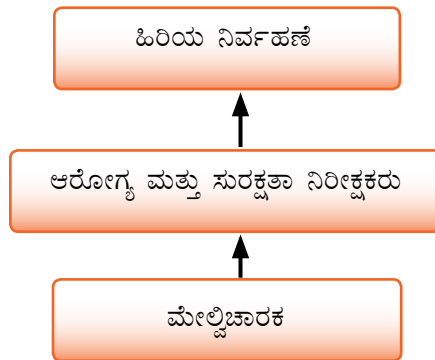 ಹಿರಿಯ ನಿರ್ವಹಣೆ
ಆರೋಗ್ಯ ಮತ್ತು ಸುರಕ್ಷತಾ ನಿರೀಕ್ಷಕರು
ಮೇಲ್ವಿಚಾರಕ